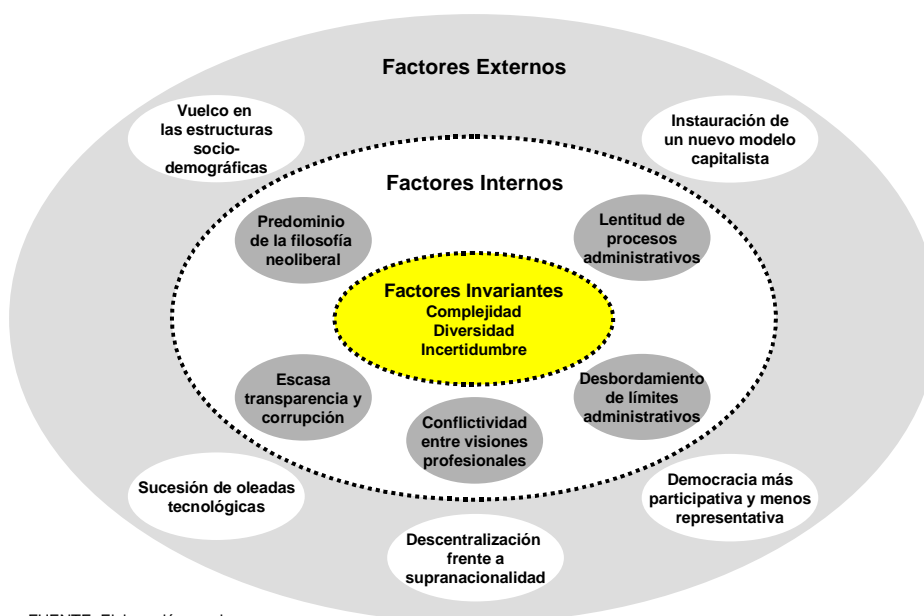 Factores Externos
Vuelco en
las estructuras
socio-
demográficas
Instauración de
un nuevo modelo
capitalista
Factores Internos
Predominio
de la filosofía
neoliberal
Lentitud de
procesos
administrativos
Factores Invariantes
Complejidad
Diversidad
Incertidumbre
Escasa
transparencia y
corrupción
Conflictividad
entre visiones
profesionales
Desbordamiento
de límites
administrativos
Sucesión de oleadas
tecnológicas
Descentralización
frente a
supranacionalidad
Democracia más
participativa y menos
representativa